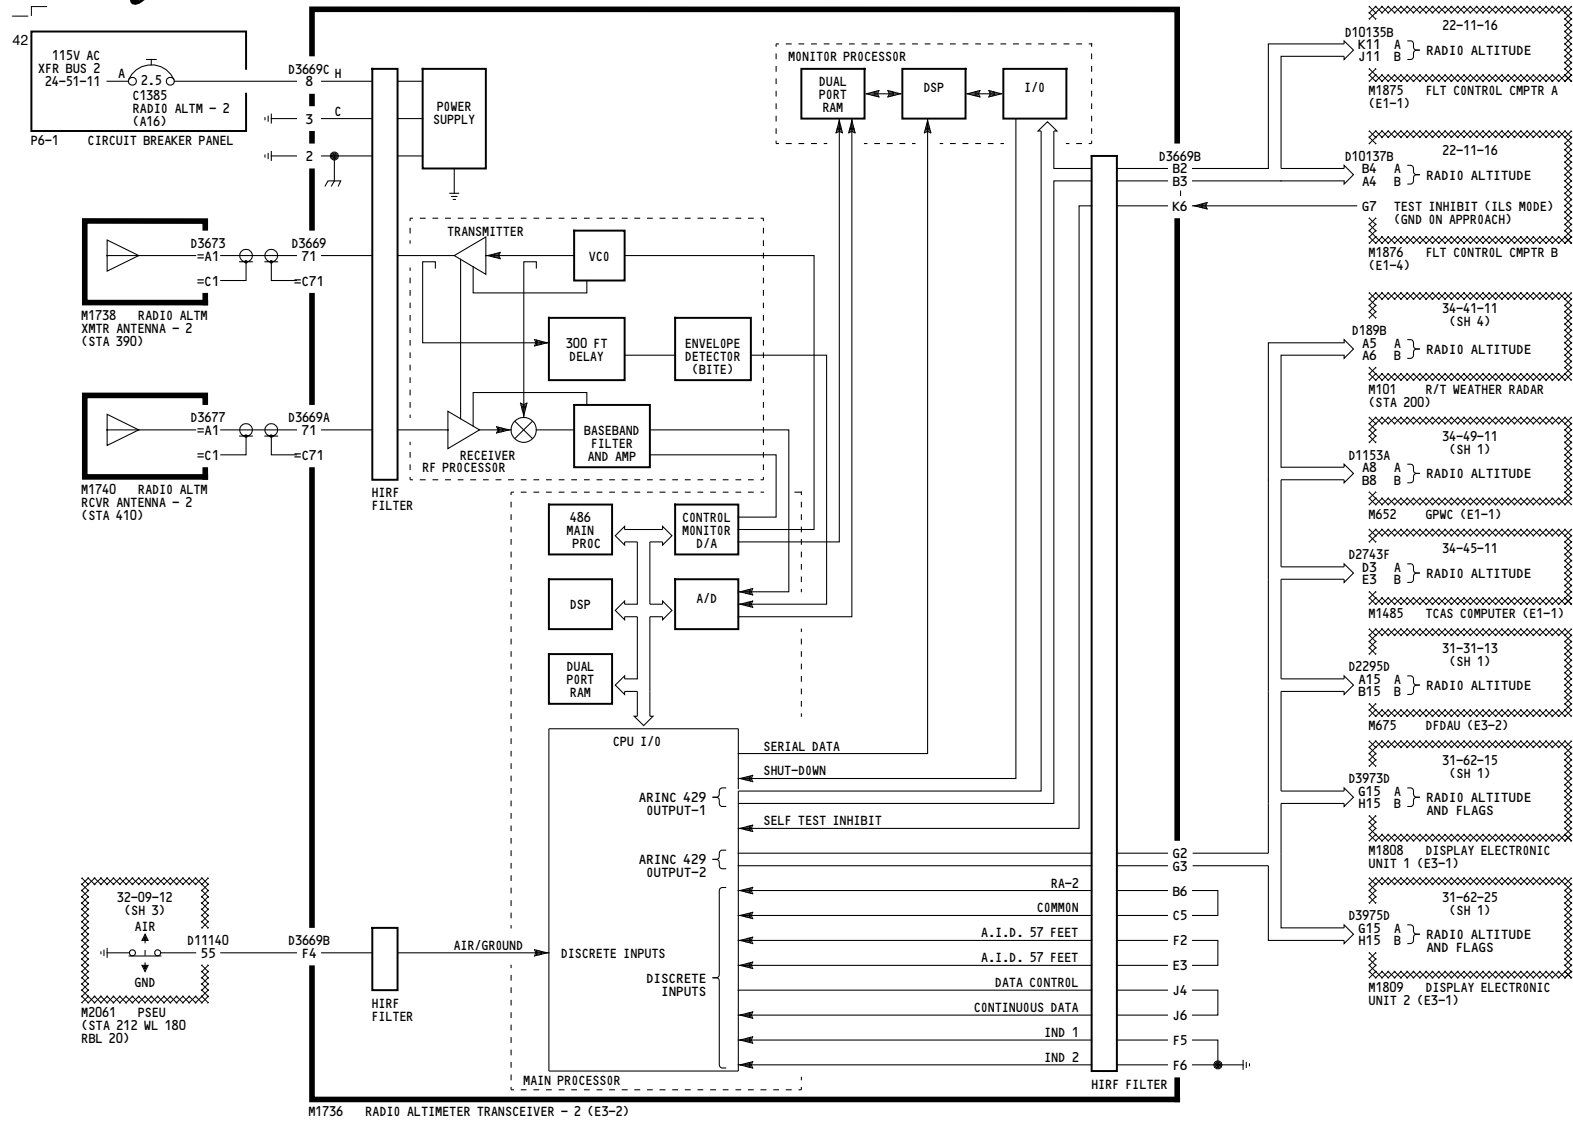 42
115V AC
XFR BUS 2
24-51-11
A
2.5
C1385
RADIO ALTM - 2
(A16)
P6-1 CIRCUIT BREAKER PANEL
D3669C
8
H
3
C
2
POWER
SUPPLY
D3673
=A1
=C1
D3669
71
=C71
M1738 RADIO ALTM
XMTR ANTENNA - 2
(STA 390)
D3677
=A1
=C1
D3669A
71
=C71
M1740 RADIO ALTM
RCVR ANTENNA - 2
(STA 410)
HIRF
FILTER
TRANSMITTER
VCO
300 FT
DELAY
ENVELOPE
DETECTOR
(BITE)
BASEBAND
FILTER
AND AMP
RECEIVER
RF PROCESSOR
MONITOR PROCESSOR
DUAL
PORT
RAM
DSP
I/O
486
MAIN
PROC
CONTROL
MONITOR
D/A
DSP
A/D
DUAL
PORT
RAM
CPU I/O
SERIAL DATA
SHUT-DOWN
ARINC 429
OUTPUT-1
SELF TEST INHIBIT
ARINC 429
OUTPUT-2
RA-2
COMMON
A.I.D. 57 FEET
A.I.D. 57 FEET
DATA CONTROL
CONTINUOUS DATA
IND 1
IND 2
DISCRETE INPUTS
DISCRETE
INPUTS
MAIN PROCESSOR
AIR/GROUND
HIRF FILTER
D3669B
B2
B3
K6
G2
G3
B6
C5
F2
E3
J4
J6
F5
F6
32-09-12
(SH 3)
AIR
GND
D11140
55
D3669B
F4
M2061 PSEU
(STA 212 WL 180
RBL 20)
HIRF
FILTER
M1736 RADIO ALTIMETER TRANSCEIVER - 2 (E3-2)
22-11-16
D10135B
K11 A
J11 B
RADIO ALTITUDE
M1875 FLT CONTROL CMPTR A
(E1-1)
22-11-16
D10137B
B4 A
A4 B
RADIO ALTITUDE
G7 TEST INHIBIT (ILS MODE)
(GND ON APPROACH)
M1876 FLT CONTROL CMPTR B
(E1-4)
34-41-11
(SH 4)
D189B
A5 A
A6 B
RADIO ALTITUDE
M101 R/T WEATHER RADAR
(STA 200)
34-49-11
(SH 1)
D1153A
A8 A
B8 B
RADIO ALTITUDE
M652 GPWC (E1-1)
34-45-11
D2743F
D3 A
E3 B
RADIO ALTITUDE
M1485 TCAS COMPUTER (E1-1)
31-31-13
(SH 1)
D2295D
A15 A
B15 B
RADIO ALTITUDE
M675 DFDAU (E3-2)
31-62-15
(SH 1)
D3973D
G15 A
H15 B
RADIO ALTITUDE
AND FLAGS
M1808 DISPLAY ELECTRONIC
UNIT 1 (E3-1)
31-62-25
(SH 1)
D3975D
G15 A
H15 B
RADIO ALTITUDE
AND FLAGS
M1809 DISPLAY ELECTRONIC
UNIT 2 (E3-1)